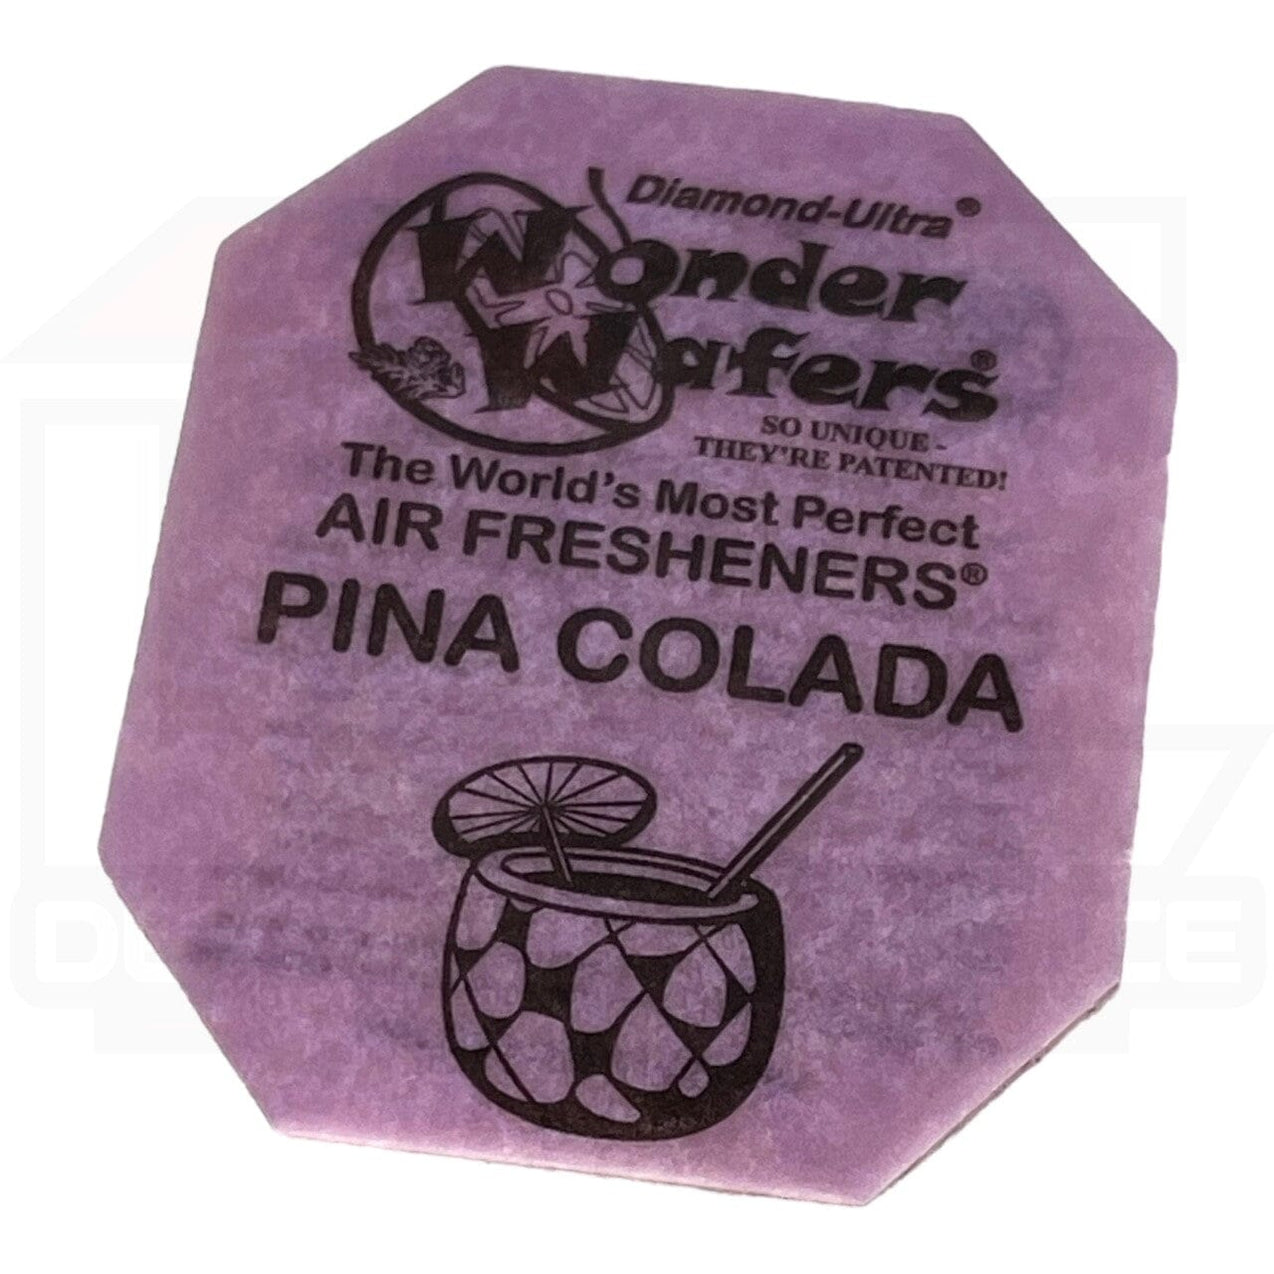 Diamond-Ultra®
Wonder
Wafers®
SO UNIQUE -
THEY'RE PATENTED!
The World's Most Perfect
AIR FRESHENERS®
PINA COLADA